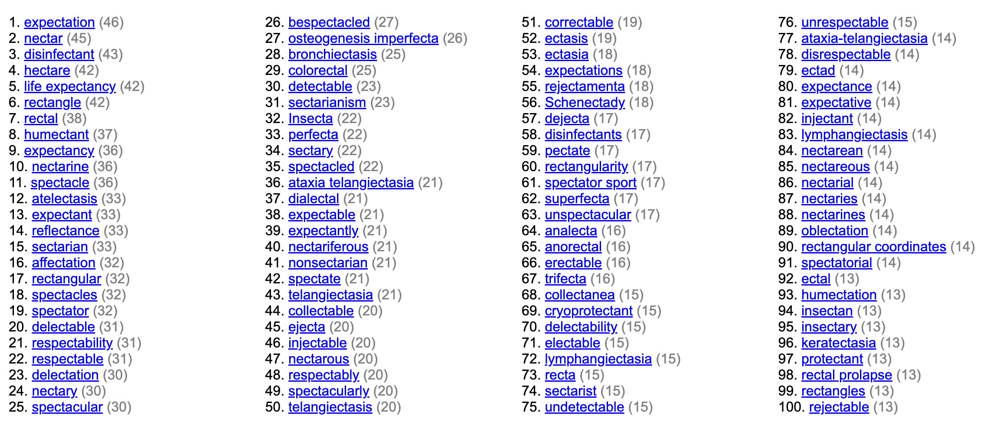 1. expectation (46)
2. nectar (45)
3. disinfectant (43)
4. hectare (42)
5. life expectancy (42)
6. rectangle (42)
7. rectal (38)
8. humectant (37)
9. expectancy (36)
10. nectarine (36)
11. spectacle (36)
12. atelectasis (33)
13. expectant (33)
14. reflectance (33)
15. sectarian (33)
16. affectation (32)
17. rectangular (32)
18. spectacles (32)
19. spectator (32)
20. delectable (31)
21. respectability (31)
22. respectable (31)
23. delectation (30)
24. nectary (30)
25. spectacular (30)
26. bespectacled (27)
27. osteogenesis imperfecta (26)
28. bronchiectasis (25)
29. colorectal (25)
30. detectable (23)
31. sectarianism (23)
32. Insecta (22)
33. perfecta (22)
34. sectary (22)
35. spectacled (22)
36. ataxia telangiectasia (21)
37. dialectal (21)
38. expectable (21)
39. expectantly (21)
40. nectariferous (21)
41. nonsectarian (21)
42. spectate (21)
43. telangiectasia (21)
44. collectable (20)
45. ejecta (20)
46. injectable (20)
47. nectarous (20)
48. respectably (20)
49. spectacularly (20)
50. telangiectasis (20)
51. correctable (19)
52. ectasis (19)
53. ectasia (18)
54. expectations (18)
55. rejectamenta (18)
56. Schenectady (18)
57. dejecta (17)
58. disinfectants (17)
59. pectate (17)
60. rectangularity (17)
61. spectator sport (17)
62. superfecta (17)
63. unspectacular (17)
64. analecta (16)
65. anorectal (16)
66. erectable (16)
67. trifecta (16)
68. collectanea (15)
69. cryoprotectant (15)
70. delectability (15)
71. electable (15)
72. lymphangiectasia (15)
73. recta (15)
74. sectarist (15)
75. undetectable (15)
76. unrespectable (15)
77. ataxia-telangiectasia (14)
78. disrespectable (14)
79. ectad (14)
80. expectance (14)
81. expectative (14)
82. injectant (14)
83. lymphangiectasis (14)
84. nectarean (14)
85. nectareous (14)
86. nectarial (14)
87. nectaries (14)
88. nectarines (14)
89. oblectation (14)
90. rectangular coordinates (14)
91. spectatorial (14)
92. ectal (13)
93. humectation (13)
94. insectan (13)
95. insectary (13)
96. keratectasia (13)
97. protectant (13)
98. rectal prolapse (13)
99. rectangles (13)
100. rejectable (13)